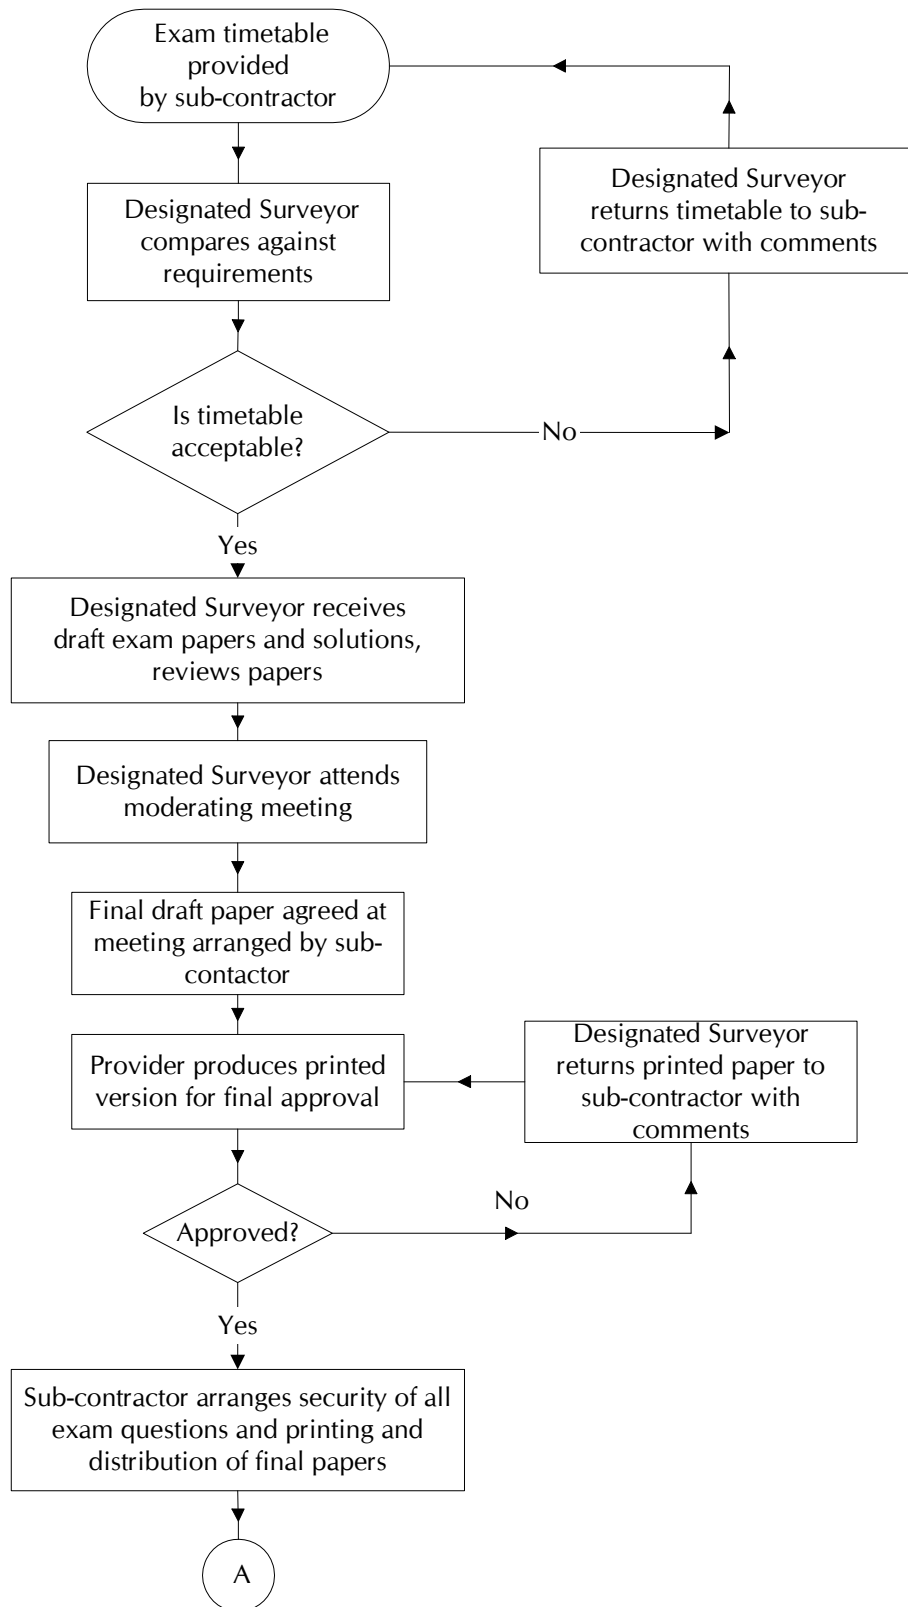 Exam timetable
provided
by sub-contractor
Designated Surveyor
returns timetable to sub-
contractor with comments
Designated Surveyor
compares against
requirements
Is timetable
acceptable?
No
Yes
Designated Surveyor receives
draft exam papers and solutions,
reviews papers
Designated Surveyor attends
moderating meeting
Final draft paper agreed at
meeting arranged by sub-
contactor
Provider produces printed
version for final approval
Designated Surveyor
returns printed paper to
sub-contractor with
comments
Approved?
No
Yes
Sub-contractor arranges security of all
exam questions and printing and
distribution of final papers
A